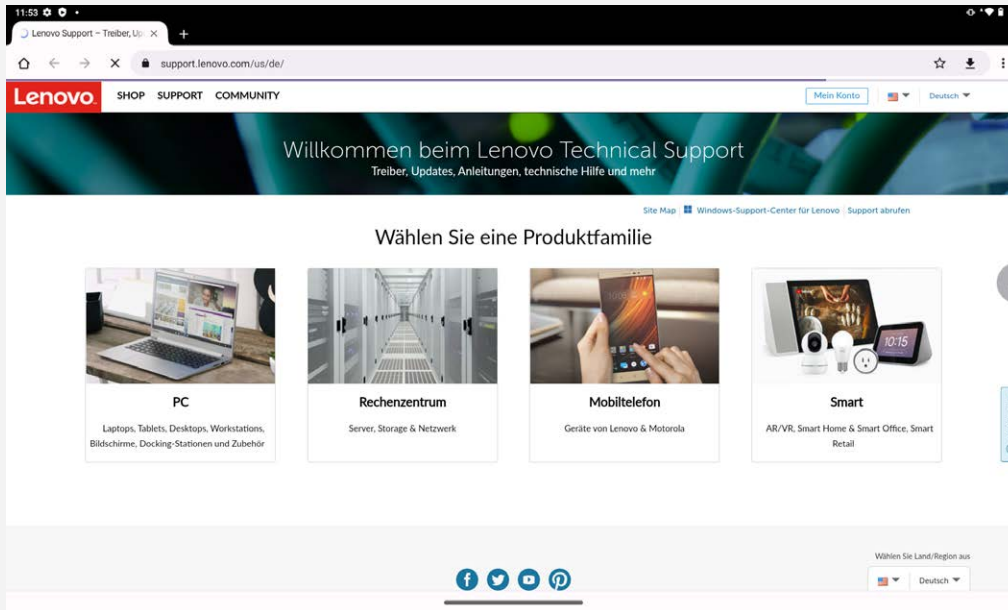 11:53
Lenovo Support – Treiber, Up
support.lenovo.com/us/de/
Lenovo.
SHOP SUPPORT COMMUNITY
Mein Konto
Deutsch
Willkommen beim Lenovo Technical Support
Treiber, Updates, Anleitungen, technische Hilfe und mehr
Site Map
Windows-Support-Center für Lenovo
Support abrufen
Wählen Sie eine Produktfamilie
PC
Laptops, Tablets, Desktops, Workstations,
Bildschirme, Docking-Stationen und Zubehör
Rechenzentrum
Server, Storage & Netzwerk
Mobiltelefon
Geräte von Lenovo & Motorola
10:15
Smart
AR/VR, Smart Home & Smart Office, Smart
Retail
Wählen Sie Land/Region aus
Deutsch